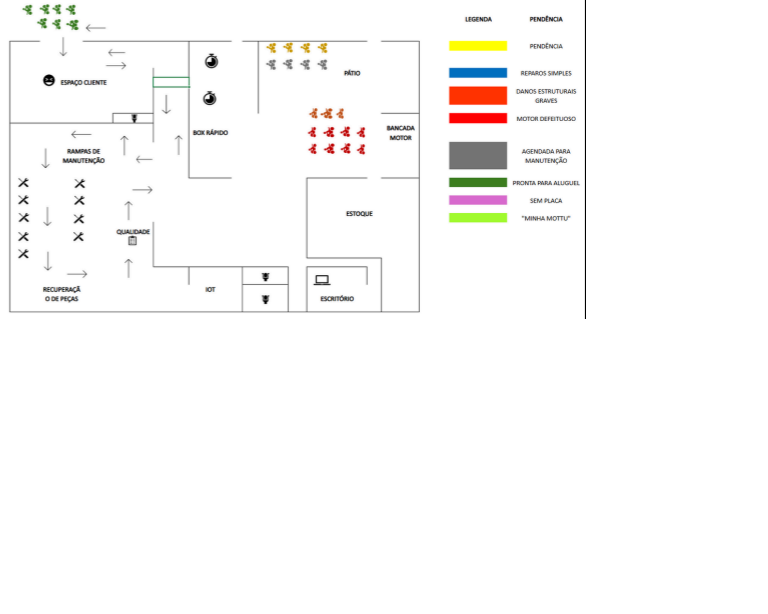 LEGENDA
PENDÊNCIA
PENDÊNCIA
REPAROS SIMPLES
DANOS ESTRUTURAIS
GRAVES
MOTOR DEFEITUOSO
AGENDADA PARA
MANUTENÇÃO
PRONTA PARA ALUGUEL
SEM PLACA
"MINHA MOTTU"
ESPAÇO CLIENTE
PÁTIO
BOX RÁPIDO
BANCADA
MOTOR
RAMPAS DE
MANUTENÇÃO
ESTOQUE
QUALIDADE
RECUPERAÇÃ
O DE PEÇAS
IOT
ESCRITÓRIO